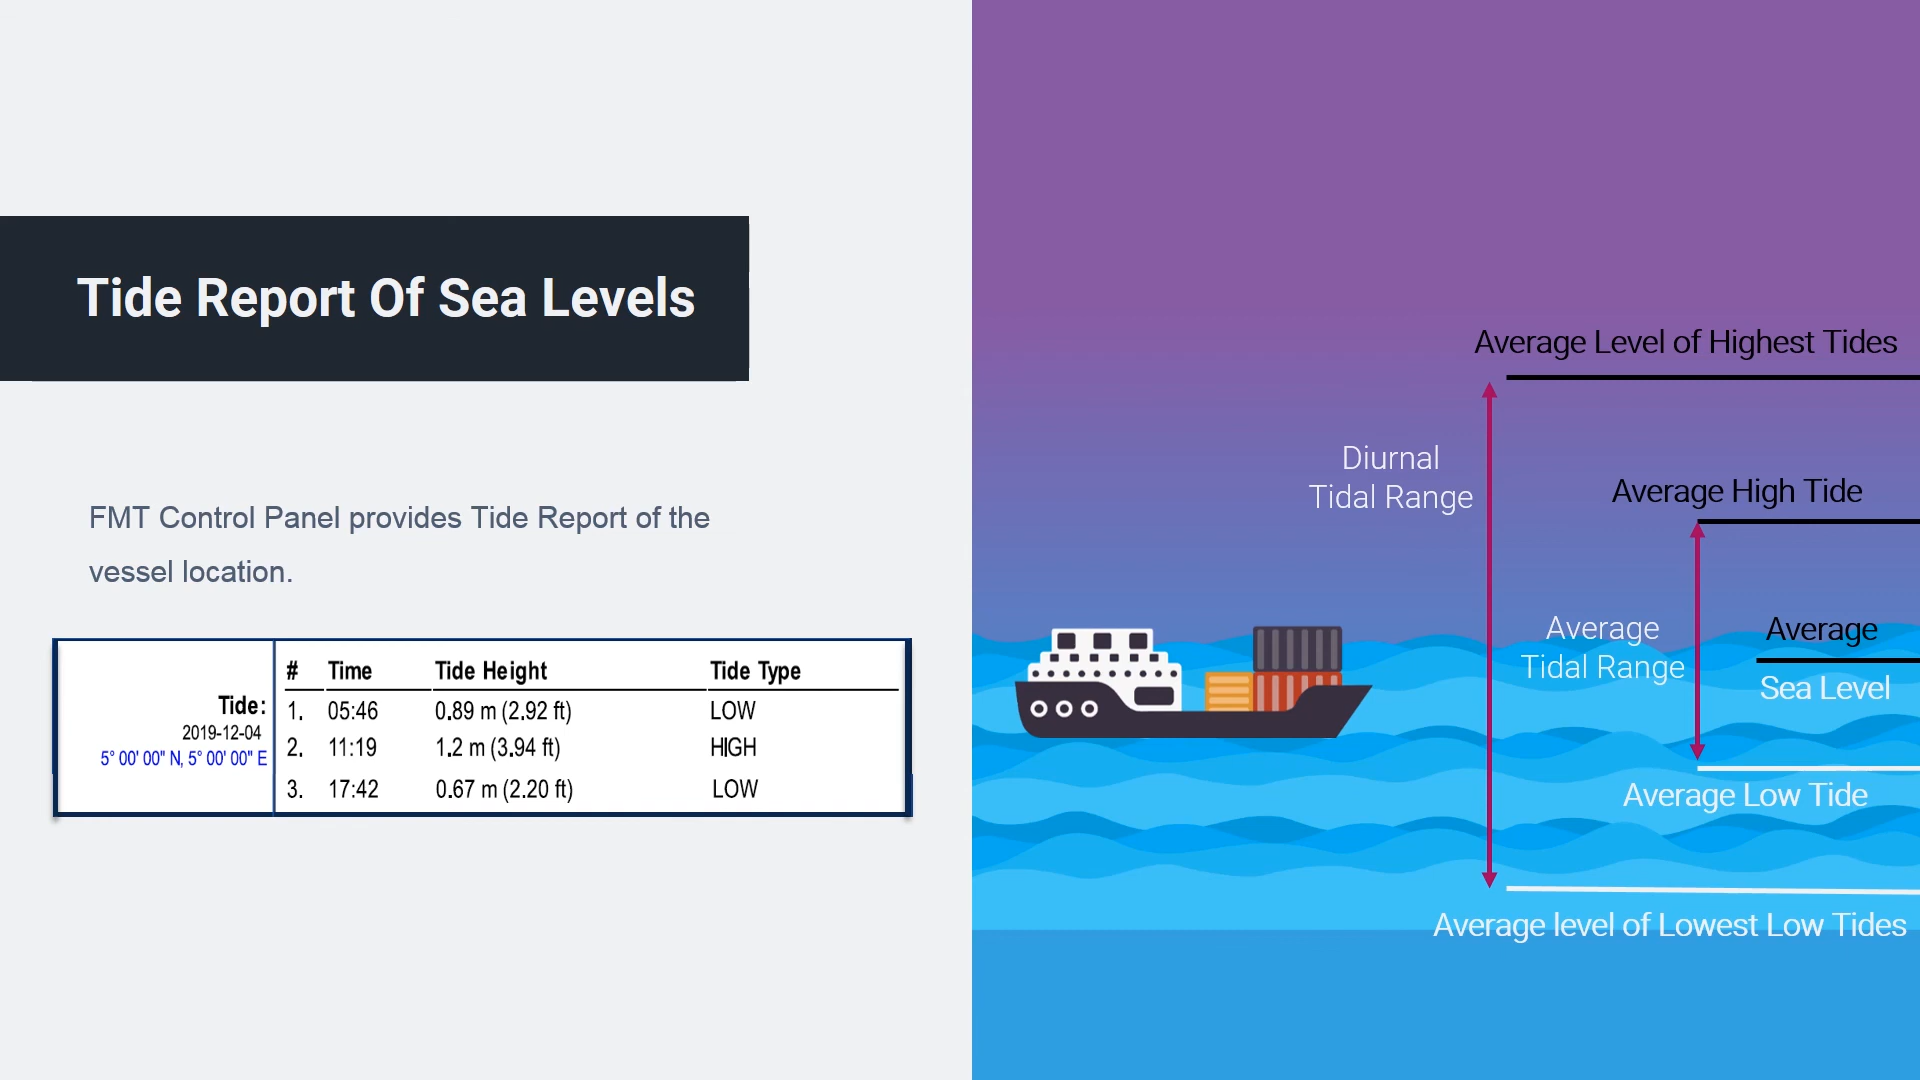 Tide Report Of Sea Levels
FMT Control Panel provides Tide Report of the
vessel location.
Tide:
2019-12-04
5° 00' 00" N, 5° 00' 00" E
# Time Tide Height Tide Type
1. 05:46 0.89 m (2.92 ft) LOW
2. 11:19 1.2 m (3.94 ft) HIGH
3. 17:42 0.67 m (2.20 ft) LOW
Average Level of Highest Tides
Diurnal
Tidal Range
Average High Tide
Average
Tidal Range
Average
Sea Level
Average Low Tide
Average level of Lowest Low Tides